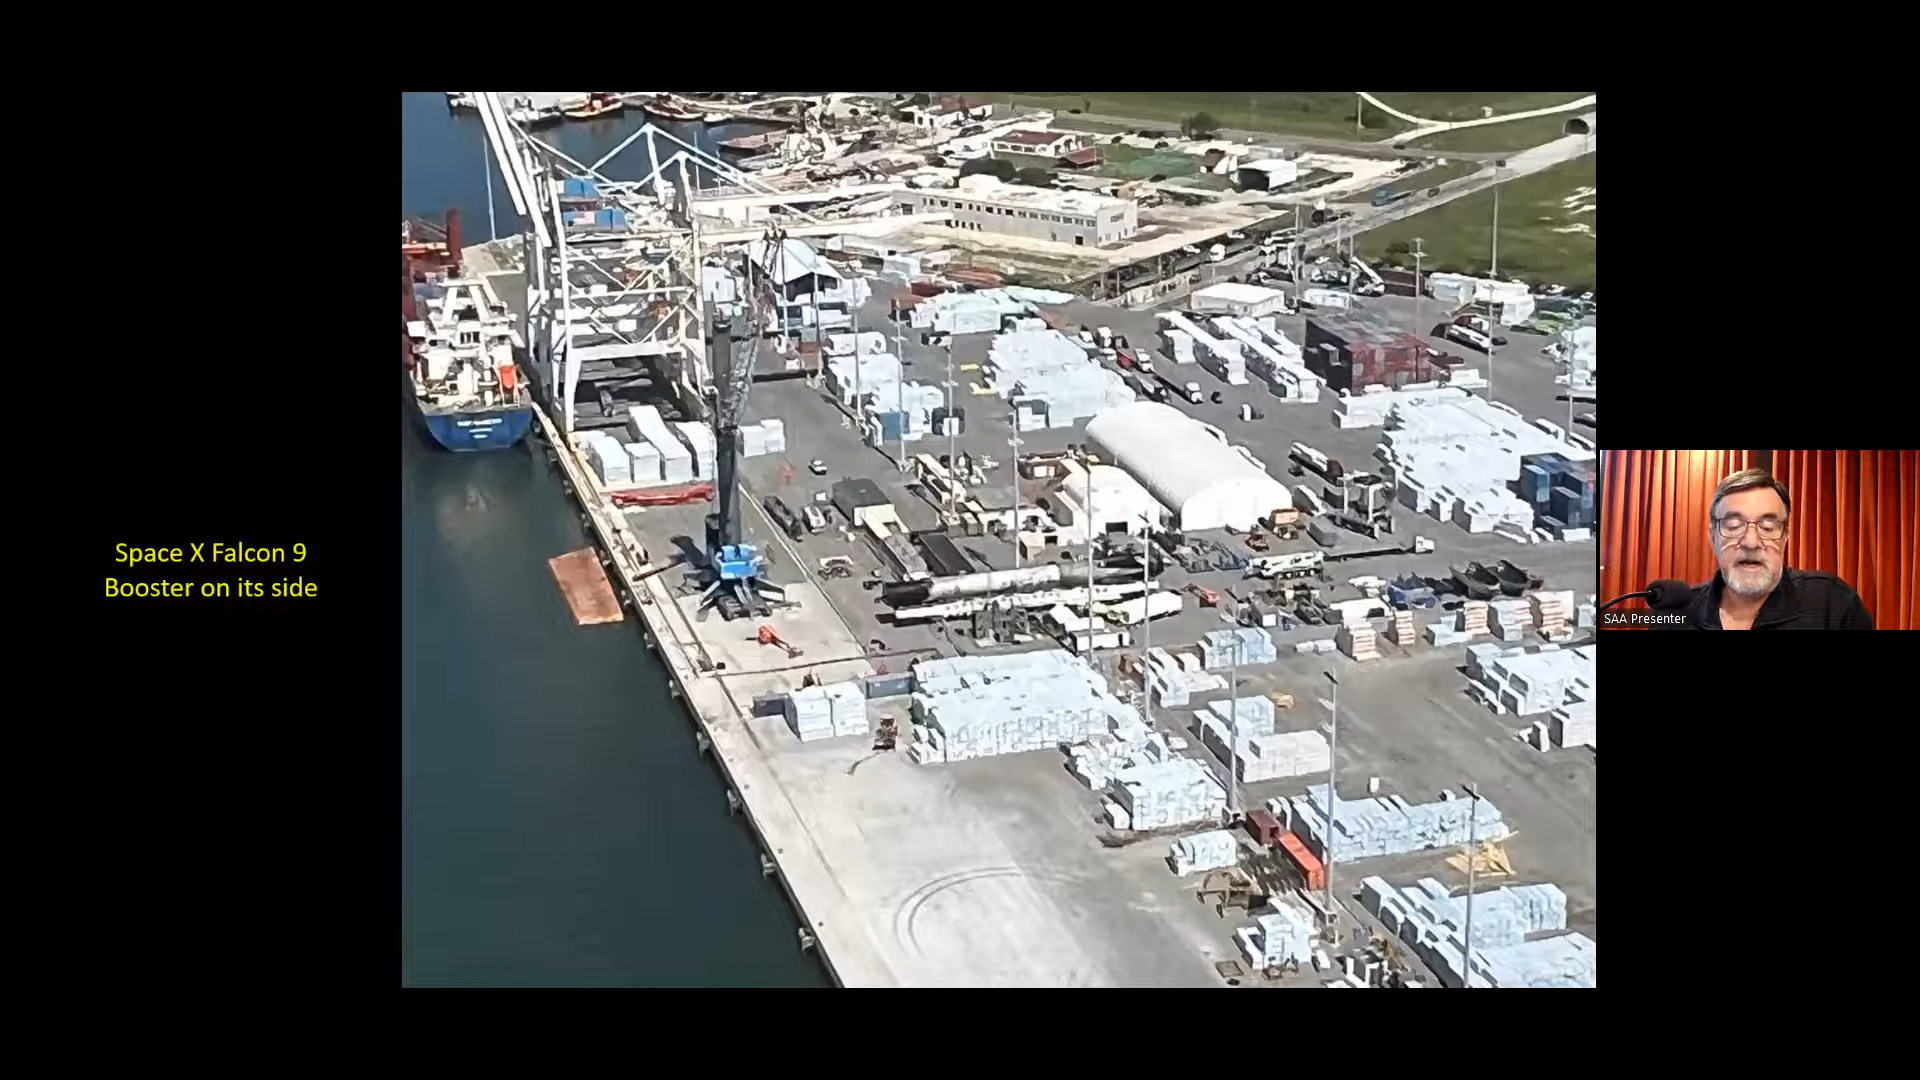 Space X Falcon 9
Booster on its side
SAA Presenter